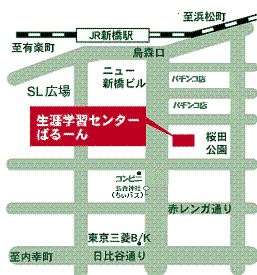 至浜松町
JR新橋駅
至有楽町
烏森口
ニュー
新橋ビル
パチンコ店
SL広場
パチンコ店
生涯学習センター
ばるーん
桜田
公園
コンビニ
烏森神社
(ちぃバス)
赤レンガ通り
東京三菱B/K
至内幸町
日比谷通り